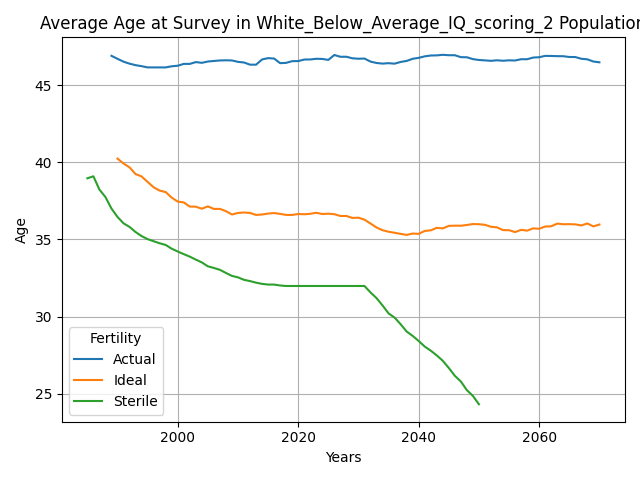 Average Age at Survey in White_Below_Average_IQ_scoring_2 Population
45
40
35
30
25
Age
Fertility
Actual
Ideal
Sterile
2000 2020 2040 2060
Years